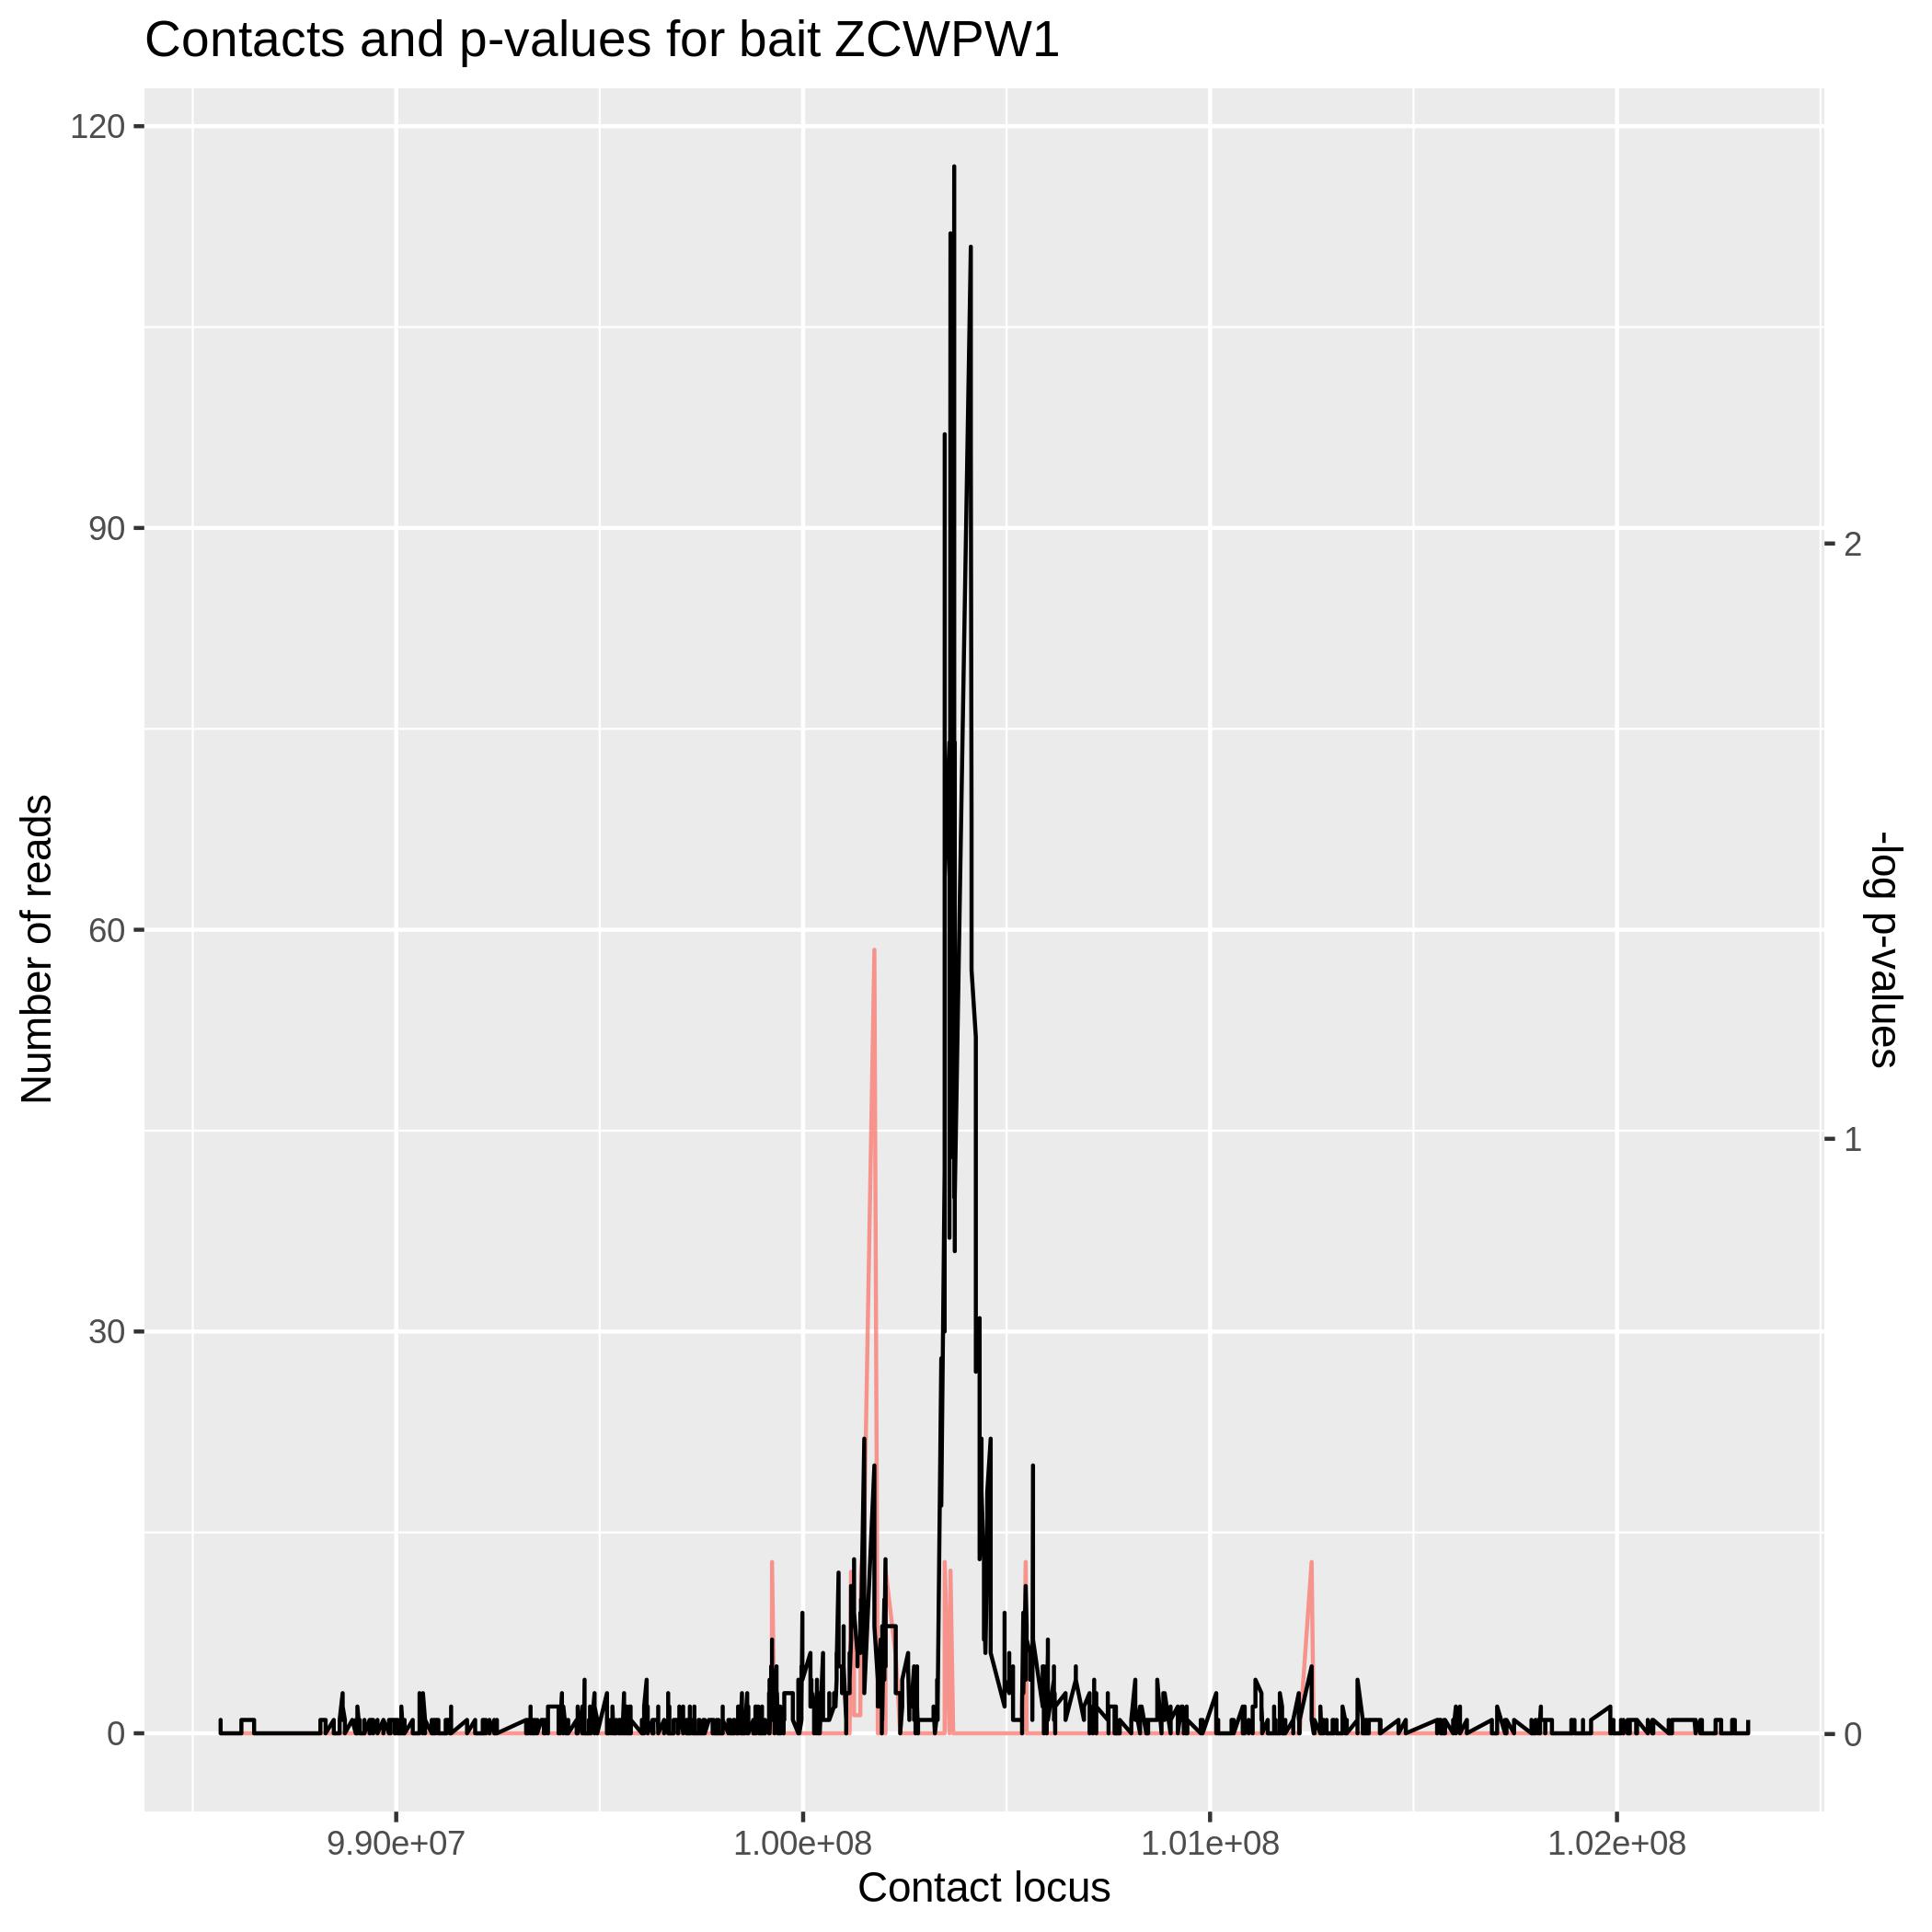 Contacts and p-values for bait ZCWPW1
120
90
60
30
0
Number of reads
2
1
0
-log p-values
9.90e+07
1.00e+08
1.01e+08
1.02e+08
Contact locus